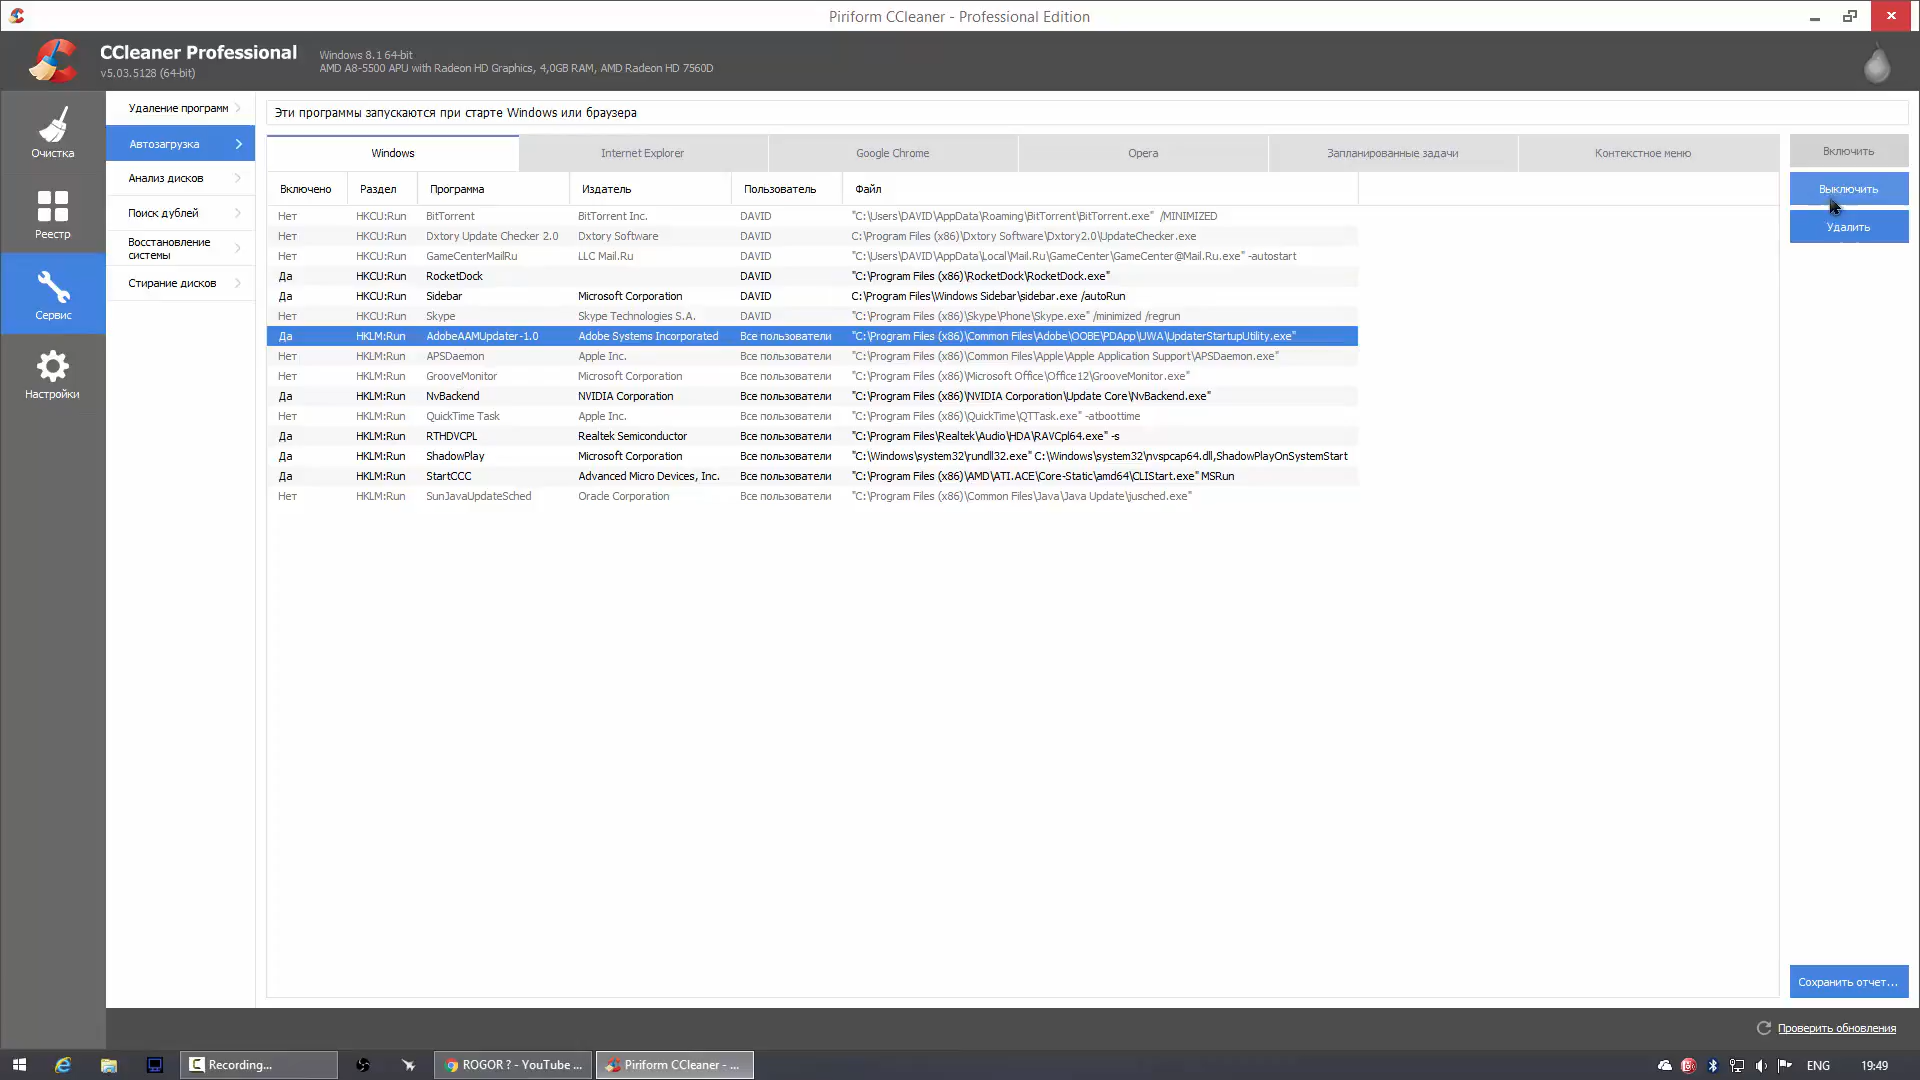 Piriform CCleaner - Professional Edition
CCleaner Professional
v5.03.5128 (64-bit)
Windows 8.1 64-bit
AMD A8-5500 APU with Radeon HD Graphics, 4,0GB RAM, AMD Radeon HD 7560D
Очистка
Реестр
Сервис
Настройки
Удаление программ
Автозагрузка
Анализ дисков
Поиск дублей
Восстановление
системы
Стирание дисков
Эти программы запускаются при старте Windows или браузера
Windows Internet Explorer Google Chrome Opera Запланированные задачи Контекстное меню
Включено Раздел Программа Издатель Пользователь Файл
Нет HKCU:Run BitTorrent BitTorrent Inc. DAVID "C:\Users\DAVID\AppData\Roaming\BitTorrent\BitTorrent.exe" /MINIMIZED
Нет HKCU:Run Dxtory Update Checker 2.0 Dxtory Software DAVID C:\Program Files (x86)\Dxtory Software\Dxtory2.0\UpdateChecker.exe
Нет HKCU:Run GameCenterMailRu LLC Mail.Ru DAVID "C:\Users\DAVID\AppData\Local\Mail.Ru\GameCenter\GameCenter@Mail.Ru.exe" -autostart
Да HKCU:Run RocketDock DAVID "C:\Program Files (x86)\RocketDock\RocketDock.exe"
Да HKCU:Run Sidebar Microsoft Corporation DAVID C:\Program Files\Windows Sidebar\sidebar.exe /autoRun
Нет HKCU:Run Skype Skype Technologies S.A. DAVID "C:\Program Files (x86)\Skype\Phone\Skype.exe" /minimized /regrun
Да HKLM:Run AdobeAAMUpdater-1.0 Adobe Systems Incorporated Все пользователи "C:\Program Files (x86)\Common Files\Adobe\OOBE\PDApp\UWA\UpdaterStartupUtility.exe"
Нет HKLM:Run APSDaemon Apple Inc. Все пользователи "C:\Program Files (x86)\Common Files\Apple\Apple Application Support\APSDaemon.exe"
Нет HKLM:Run GrooveMonitor Microsoft Corporation Все пользователи "C:\Program Files (x86)\Microsoft Office\Office12\GrooveMonitor.exe"
Да HKLM:Run NvBackend NVIDIA Corporation Все пользователи "C:\Program Files (x86)\NVIDIA Corporation\Update Core\NvBackend.exe"
Нет HKLM:Run QuickTime Task Apple Inc. Все пользователи "C:\Program Files (x86)\QuickTime\QTTask.exe" -atboottime
Да HKLM:Run RTHDVCPL Realtek Semiconductor Все пользователи "C:\Program Files\Realtek\Audio\HDA\RAVCpl64.exe" -s
Да HKLM:Run ShadowPlay Microsoft Corporation Все пользователи "C:\Windows\system32\rundll32.exe" C:\Windows\system32\nvspcap64.dll,ShadowPlayOnSystemStart
Да HKLM:Run StartCCC Advanced Micro Devices, Inc. Все пользователи "C:\Program Files (x86)\AMD\ATI.ACE\Core-Static\amd64\CLIStart.exe" MSRun
Нет HKLM:Run SunJavaUpdateSched Oracle Corporation Все пользователи "C:\Program Files (x86)\Common Files\Java\Java Update\jusched.exe"
Включить
Выключить
Удалить
Сохранить отчет...
Проверить обновления
Recording...
ROGOR ? - YouTube ...
Piriform CCleaner - ...
ENG
19:49